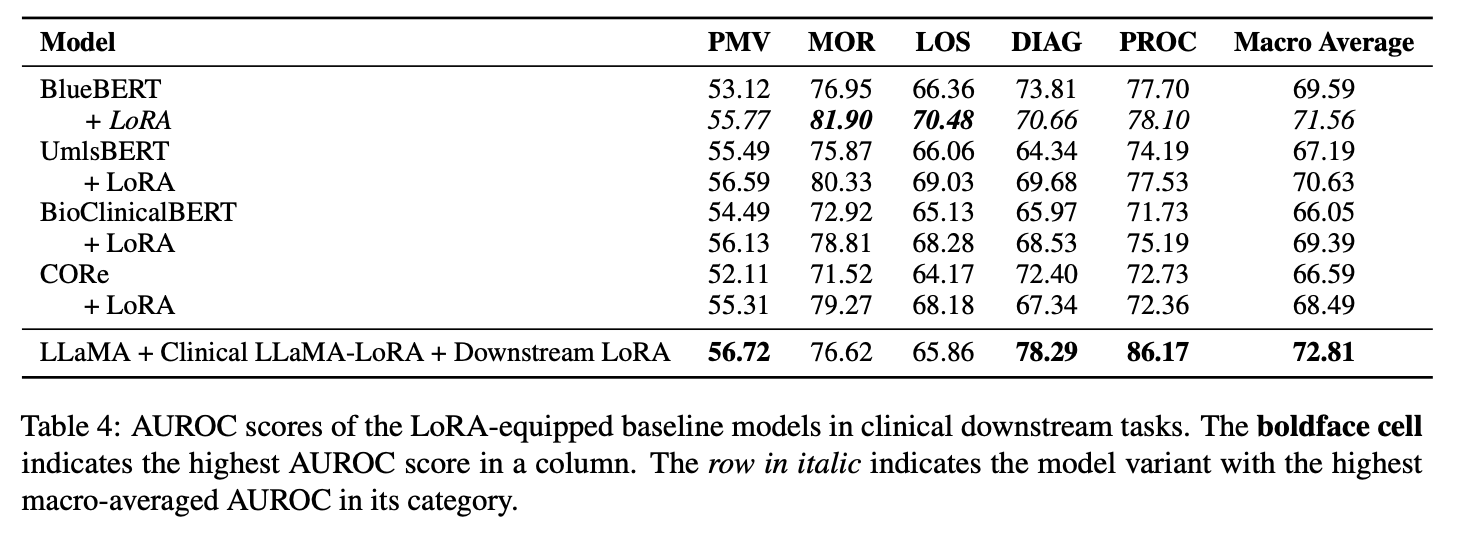 Model PMV MOR LOS DIAG PROC Macro Average
BlueBERT 53.12 76.95 66.36 73.81 77.70 69.59
+ LoRA 55.77 81.90 70.48 70.66 78.10 71.56
UmlsBERT 55.49 75.87 66.06 64.34 74.19 67.19
+ LoRA 56.59 80.33 69.03 69.68 77.53 70.63
BioClinicalBERT 54.49 72.92 65.13 65.97 71.73 66.05
+ LoRA 56.13 78.81 68.28 68.53 75.19 69.39
CORe 52.11 71.52 64.17 72.40 72.73 66.59
+ LoRA 55.31 79.27 68.18 67.34 72.36 68.49
LLaMA + Clinical LLaMA-LoRA + Downstream LoRA 56.72 76.62 65.86 78.29 86.17 72.81
Table 4: AUROC scores of the LoRA-equipped baseline models in clinical downstream tasks. The boldface cell
indicates the highest AUROC score in a column. The row in italic indicates the model variant with the highest
macro-averaged AUROC in its category.